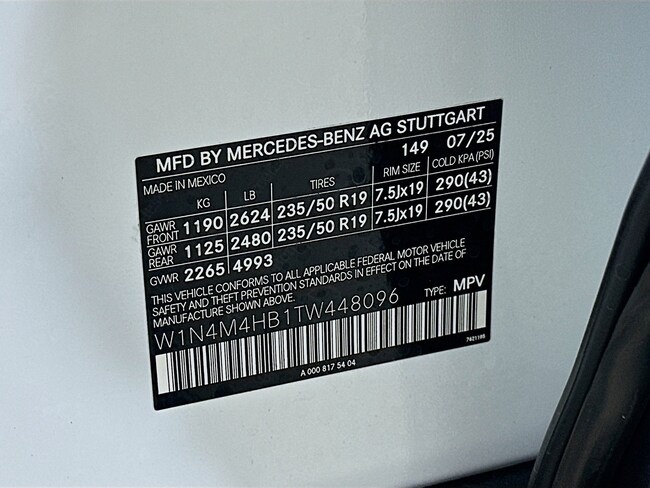 MFD BY MERCEDES-BENZ AG STUTTGART
MADE IN MEXICO 149 07/25
KG LB TIRES RIM SIZE COLD KPA(PSI)
GAWR FRONT 1190 2624 235/50 R19 7.5Jx19 290(43)
GAWR REAR 1125 2480 235/50 R19 7.5Jx19 290(43)
GVWR 2265 4993
THIS VEHICLE CONFORMS TO ALL APPLICABLE FEDERAL MOTOR VEHICLE
SAFETY AND THEFT PREVENTION STANDARDS IN EFFECT ON THE DATE OF
MANUFACTURE SHOWN ABOVE.
W1N4M4HB1TW448096 TYPE: MPV
7421195
A 000 817 54 04